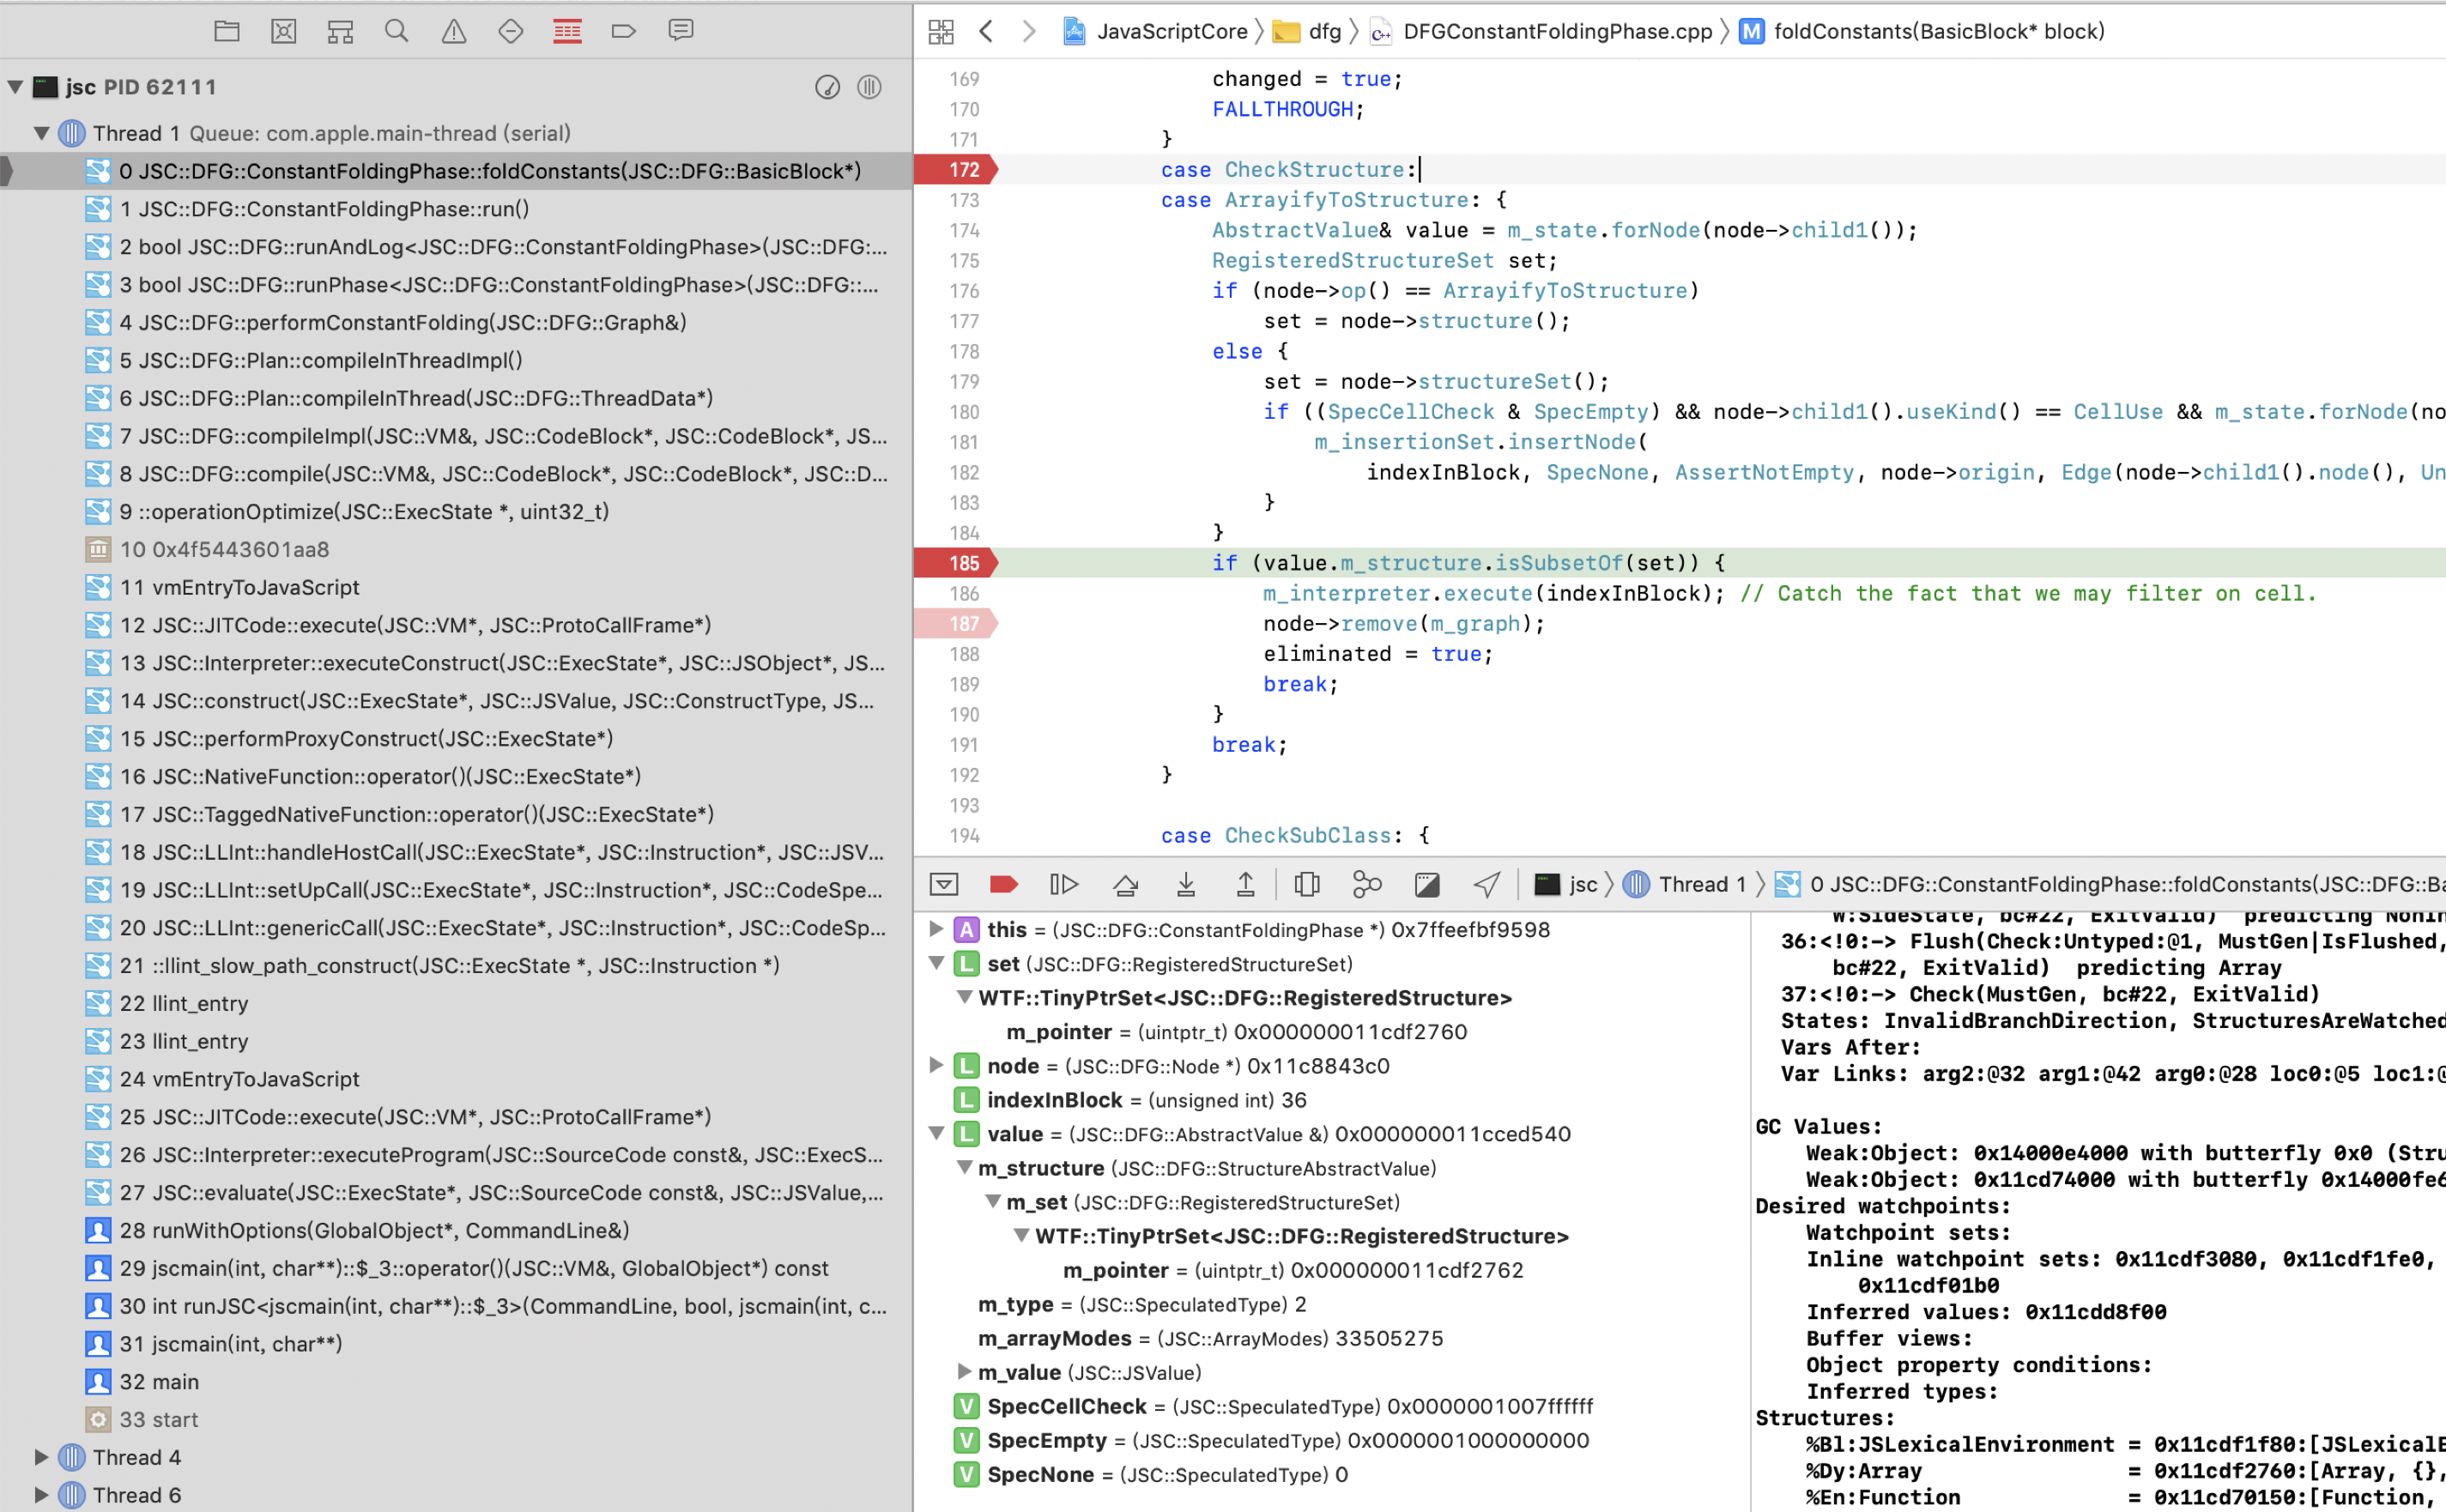 jsc PID 62111
Thread 1 Queue: com.apple.main-thread (serial)
0 JSC::DFG::ConstantFoldingPhase::foldConstants(JSC::DFG::BasicBlock*)
1 JSC::DFG::ConstantFoldingPhase::run()
2 bool JSC::DFG::runAndLog<JSC::DFG::ConstantFoldingPhase>(JSC::DFG:...
3 bool JSC::DFG::runPhase<JSC::DFG::ConstantFoldingPhase>(JSC::DFG::...
4 JSC::DFG::performConstantFolding(JSC::DFG::Graph&)
5 JSC::DFG::Plan::compileInThreadImpl()
6 JSC::DFG::Plan::compileInThread(JSC::DFG::ThreadData*)
7 JSC::DFG::compileImpl(JSC::VM&, JSC::CodeBlock*, JSC::CodeBlock*, JS...
8 JSC::DFG::compile(JSC::VM&, JSC::CodeBlock*, JSC::CodeBlock*, JSC::D...
9 ::operationOptimize(JSC::ExecState *, uint32_t)
10 0x4f5443601aa8
11 vmEntryToJavaScript
12 JSC::JITCode::execute(JSC::VM*, JSC::ProtoCallFrame*)
13 JSC::Interpreter::executeConstruct(JSC::ExecState*, JSC::JSObject*, JS...
14 JSC::construct(JSC::ExecState*, JSC::JSValue, JSC::ConstructType, JS...
15 JSC::performProxyConstruct(JSC::ExecState*)
16 JSC::NativeFunction::operator()(JSC::ExecState*)
17 JSC::TaggedNativeFunction::operator()(JSC::ExecState*)
18 JSC::LLInt::handleHostCall(JSC::ExecState*, JSC::Instruction*, JSC::JSV...
19 JSC::LLInt::setUpCall(JSC::ExecState*, JSC::Instruction*, JSC::CodeSpe...
20 JSC::LLInt::genericCall(JSC::ExecState*, JSC::Instruction*, JSC::CodeSp...
21 ::llint_slow_path_construct(JSC::ExecState *, JSC::Instruction *)
22 llint_entry
23 llint_entry
24 vmEntryToJavaScript
25 JSC::JITCode::execute(JSC::VM*, JSC::ProtoCallFrame*)
26 JSC::Interpreter::executeProgram(JSC::SourceCode const&, JSC::ExecS...
27 JSC::evaluate(JSC::ExecState*, JSC::SourceCode const&, JSC::JSValue,...
28 runWithOptions(GlobalObject*, CommandLine&)
29 jscmain(int, char**)::$_3::operator()(JSC::VM&, GlobalObject*) const
30 int runJSC<jscmain(int, char**)::$_3>(CommandLine, bool, jscmain(int, c...
31 jscmain(int, char**)
32 main
33 start
Thread 4
Thread 6
JavaScriptCore dfg DFGConstantFoldingPhase.cpp M foldConstants(BasicBlock* block)
169 changed = true;
170 FALLTHROUGH;
171 }
172 case CheckStructure:
173 case ArrayifyToStructure: {
174 AbstractValue& value = m_state.forNode(node->child1());
175 RegisteredStructureSet set;
176 if (node->op() == ArrayifyToStructure)
177 set = node->structure();
178 else {
179 set = node->structureSet();
180 if ((SpecCellCheck & SpecEmpty) && node->child1().useKind() == CellUse && m_state.forNode(no
181 m_insertionSet.insertNode(
182 indexInBlock, SpecNone, AssertNotEmpty, node->origin, Edge(node->child1().node(), Un
183 }
184 }
185 if (value.m_structure.isSubsetOf(set)) {
186 m_interpreter.execute(indexInBlock); // Catch the fact that we may filter on cell.
187 node->remove(m_graph);
188 eliminated = true;
189 break;
190 }
191 break;
192 }
193
194 case CheckSubClass: {
jsc Thread 1 0 JSC::DFG::ConstantFoldingPhase::foldConstants(JSC::DFG::Ba
A this = (JSC::DFG::ConstantFoldingPhase *) 0x7ffeefbf9598
L set (JSC::DFG::RegisteredStructureSet)
WTF::TinyPtrSet<JSC::DFG::RegisteredStructure>
m_pointer = (uintptr_t) 0x000000011cdf2760
L node = (JSC::DFG::Node *) 0x11c8843c0
L indexInBlock = (unsigned int) 36
L value = (JSC::DFG::AbstractValue &) 0x000000011cced540
m_structure (JSC::DFG::StructureAbstractValue)
m_set (JSC::DFG::RegisteredStructureSet)
WTF::TinyPtrSet<JSC::DFG::RegisteredStructure>
m_pointer = (uintptr_t) 0x000000011cdf2762
m_type = (JSC::SpeculatedType) 2
m_arrayModes = (JSC::ArrayModes) 33505275
m_value (JSC::JSValue)
V SpecCellCheck = (JSC::SpeculatedType) 0x0000001007ffffff
V SpecEmpty = (JSC::SpeculatedType) 0x0000001000000000
V SpecNone = (JSC::SpeculatedType) 0
W:SideState, bc#22, ExitValid) predicting NonIn
36:<!0:-> Flush(Check:Untyped:@1, MustGen|IsFlushed,
bc#22, ExitValid) predicting Array
37:<!0:-> Check(MustGen, bc#22, ExitValid)
States: InvalidBranchDirection, StructuresAreWatched
Vars After:
Var Links: arg2:@32 arg1:@42 arg0:@28 loc0:@5 loc1:@
GC Values:
Weak:Object: 0x14000e4000 with butterfly 0x0 (Stru
Weak:Object: 0x11cd74000 with butterfly 0x14000fe6
Desired watchpoints:
Watchpoint sets:
Inline watchpoint sets: 0x11cdf3080, 0x11cdf1fe0,
0x11cdf01b0
Inferred values: 0x11cdd8f00
Buffer views:
Object property conditions:
Inferred types:
Structures:
%Bl:JSLexicalEnvironment = 0x11cdf1f80:[JSLexicalE
%Dy:Array = 0x11cdf2760:[Array, {},
%En:Function = 0x11cd70150:[Function,